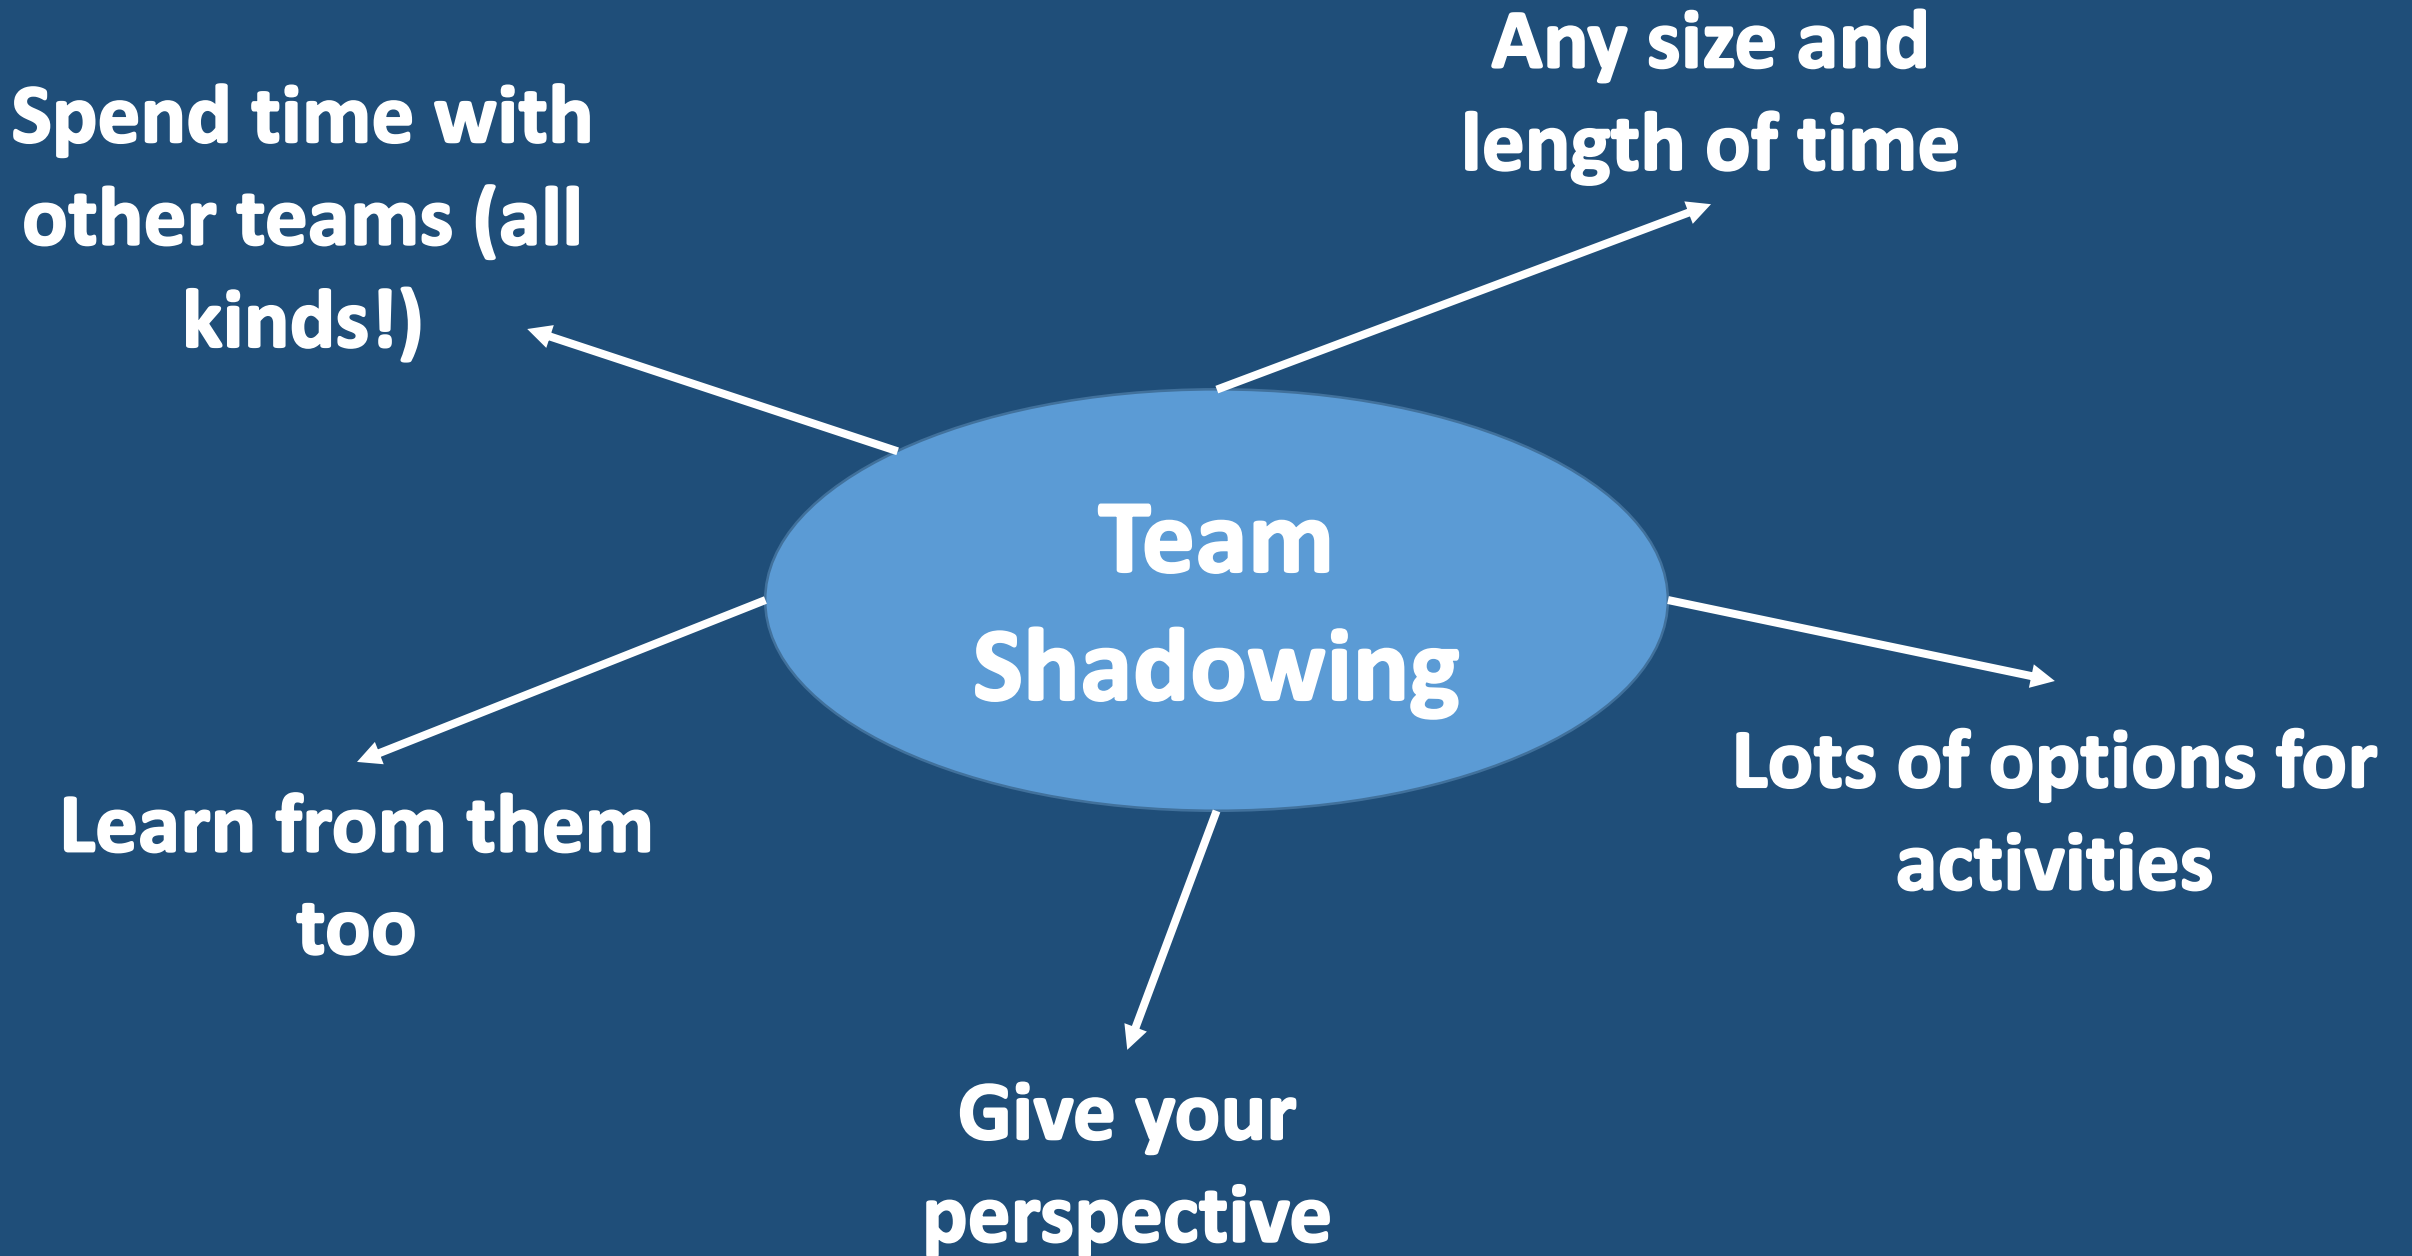 Any size and
length of time
Spend time with
other teams (all
kinds!)
Team
Shadowing
Lots of options for
activities
Learn from them
too
Give your
perspective